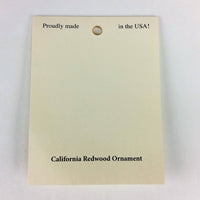 Proudly made in the USA!
California Redwood Ornament